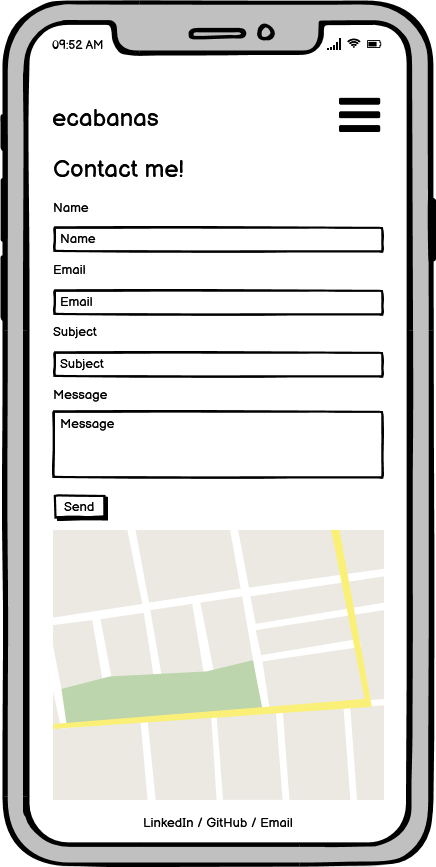 09:52 AM
ecabanas
Contact me!
Name
Name
Email
Email
Subject
Subject
Message
Message
Send
LinkedIn / GitHub / Email